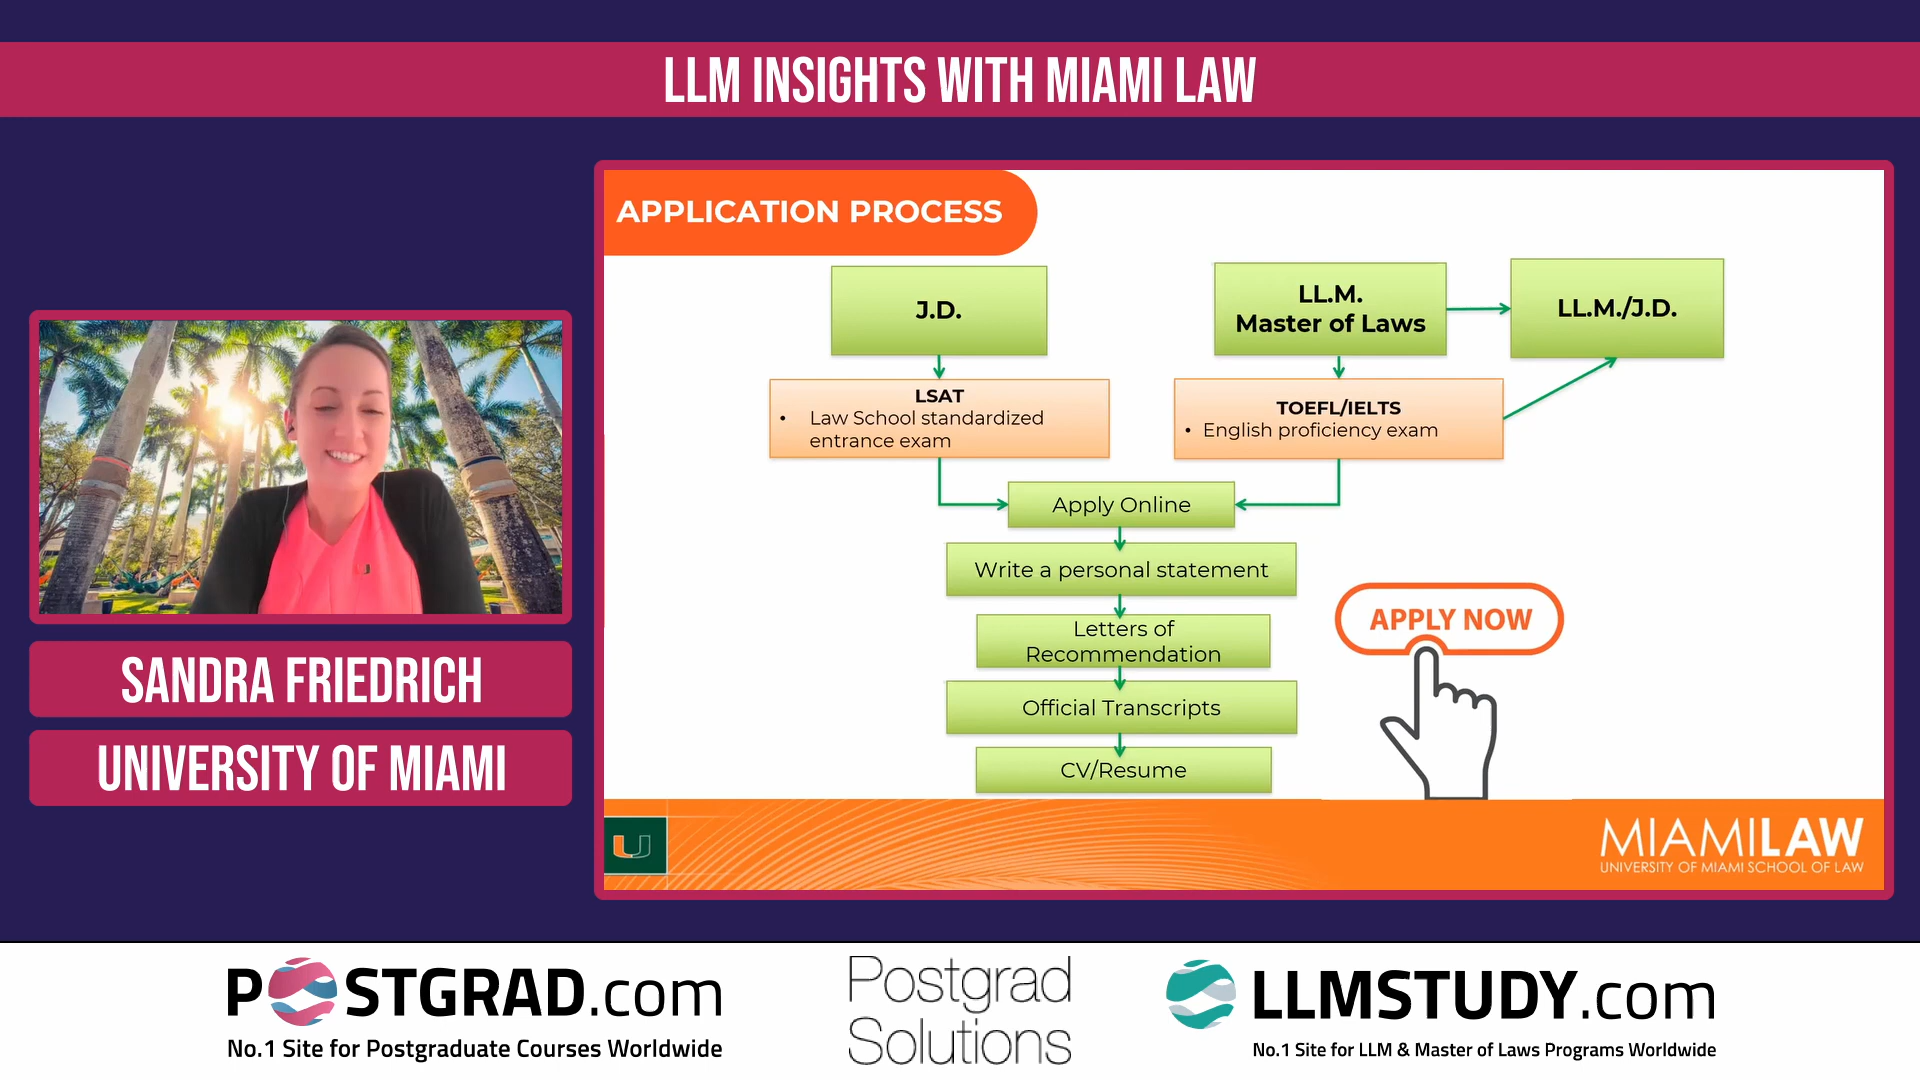 LLM INSIGHTS WITH MIAMI LAW
APPLICATION PROCESS
J.D.
LL.M.
Master of Laws
LL.M./J.D.
LSAT
• Law School standardized
entrance exam
TOEFL/IELTS
• English proficiency exam
Apply Online
Write a personal statement
Letters of
Recommendation
Official Transcripts
CV/Resume
APPLY NOW
U
MIAMILAW
UNIVERSITY OF MIAMI SCHOOL OF LAW
SANDRA FRIEDRICH
UNIVERSITY OF MIAMI
POSTGRAD.com
No.1 Site for Postgraduate Courses Worldwide
Postgrad
Solutions
LLMSTUDY.com
No.1 Site for LLM & Master of Laws Programs Worldwide